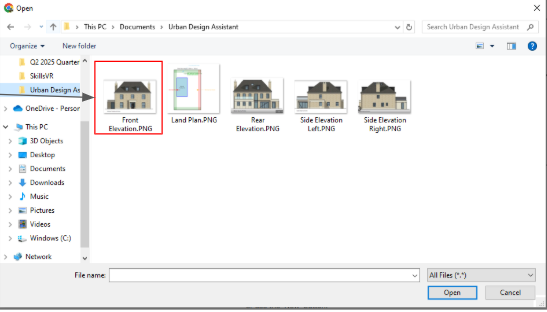 Open
This PC > Documents > Urban Design Assistant
Search Urban Design Assistant
Organize
New folder
Q2 2025 Quarter
SkillsVR
Urban Design As
OneDrive - Person
This PC
3D Objects
Desktop
Documents
Downloads
Music
Pictures
Videos
Windows (C:)
Network
Front
Elevation.PNG
Land Plan.PNG
Rear
Elevation.PNG
Side Elevation
Left.PNG
Side Elevation
Right.PNG
File name:
All Files (*.*)
Open
Cancel